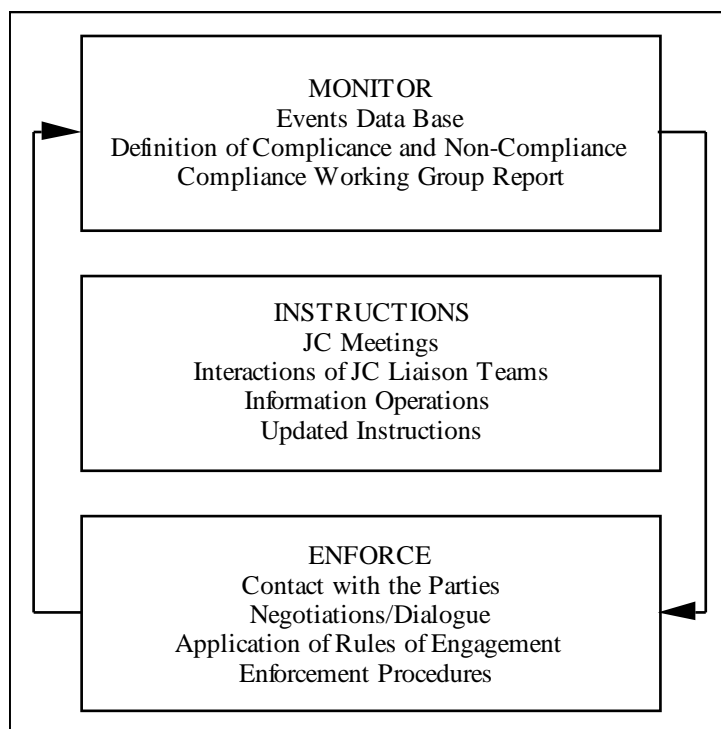 MONITOR
Events Data Base
Definition of Complicance and Non-Compliance
Compliance Working Group Report
INSTRUCTIONS
JC Meetings
Interactions of JC Liaison Teams
Information Operations
Updated Instructions
ENFORCE
Contact with the Parties
Negotiations/Dialogue
Application of Rules of Engagement
Enforcement Procedures